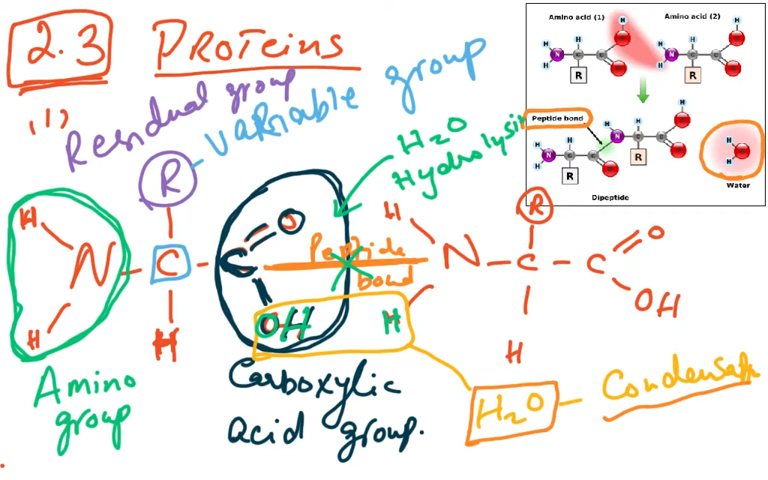 2.3 Proteins
(1)
Residual group
Variable group
R
H2O
Hydrolysis
H
N
H
C
H
C
O
OH
Peptide
bond
H
N
H
R
C
H
C
O
OH
Amino
group
Carboxylic
acid group.
H2O
Condensa
Amino acid (1)
Amino acid (2)
H
H
N
H
C
R
C
O
O
H
H
H
N
H
C
R
C
O
O
H
Peptide bond
H
H
N
H
C
R
C
O
H
N
H
C
R
C
O
O
H
H
H
O
Dipeptide
Water